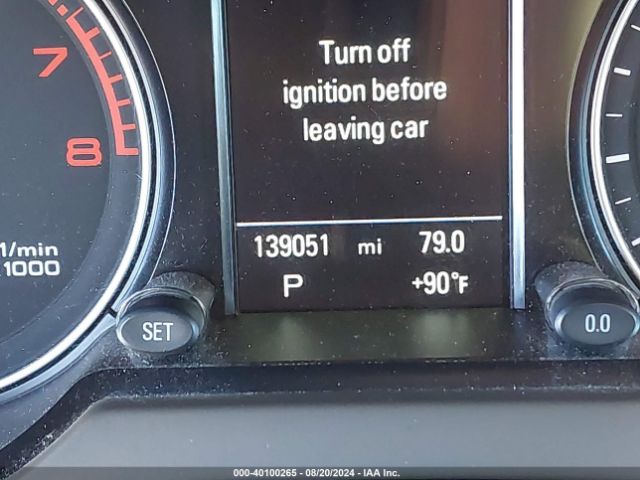 Turn off
ignition before
leaving car
7
8
1/min
1000
139051 mi 79.0
P +90°F
SET
0.0
000-40100265 - 08/20/2024 - IAA Inc.